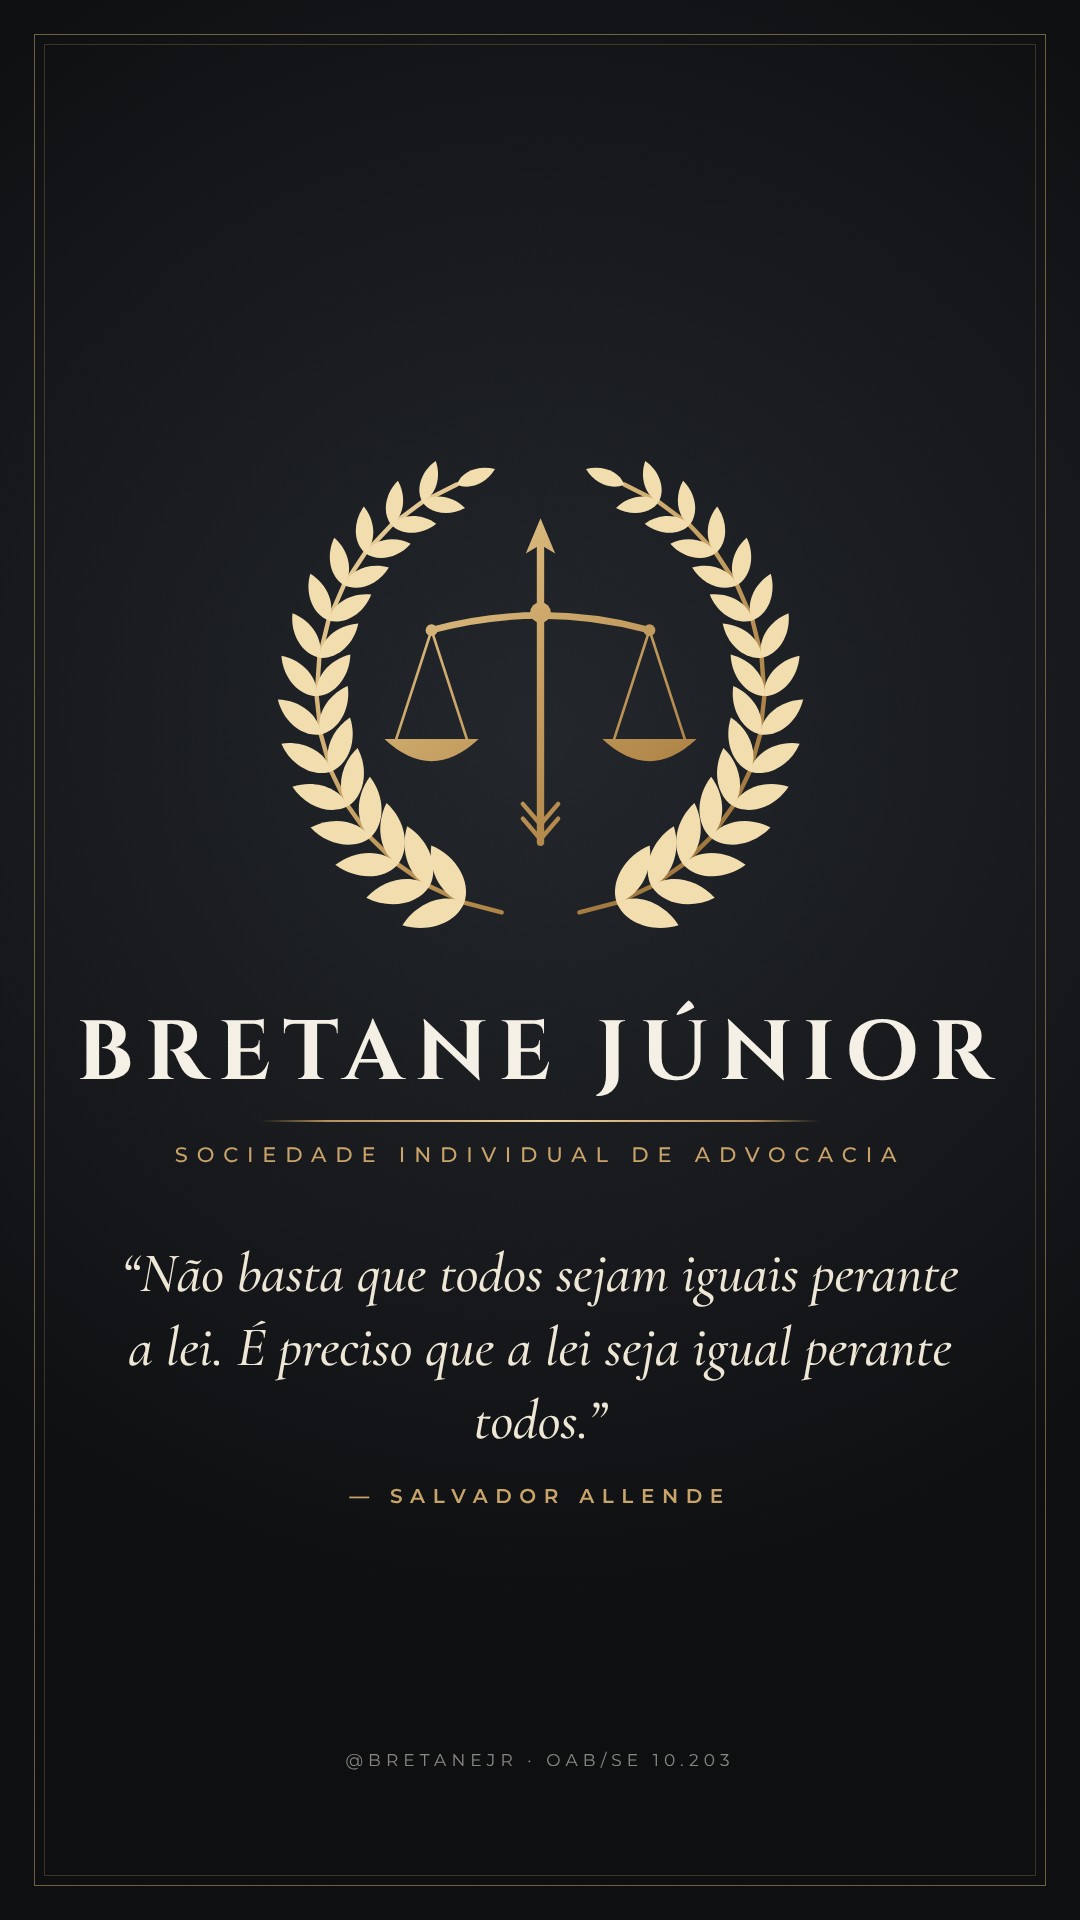 BRETANE JÚNIOR
SOCIEDADE INDIVIDUAL DE ADVOCACIA
“Não basta que todos sejam iguais perante
a lei. É preciso que a lei seja igual perante
todos.”
— SALVADOR ALLENDE
@BRETANEJR · OAB/SE 10.203